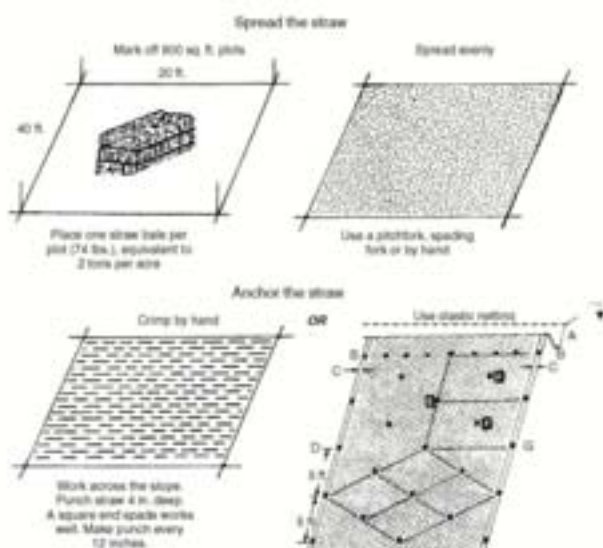 Spread the straw
Mark off 800 sq. ft. plots
20 ft.
40 ft.
Place one straw bale per
plot (74 lbs.), equivalent to
2 tons per acre
Spread evenly
Use a pitchfork, spading
fork or by hand
Anchor the straw
Crimp by hand
Work across the slope.
Punch straw 4 in. deep.
A square end spade works
well. Make punch every
12 inches.
OR
Use plastic netting
A
B
B
C
C
D
G